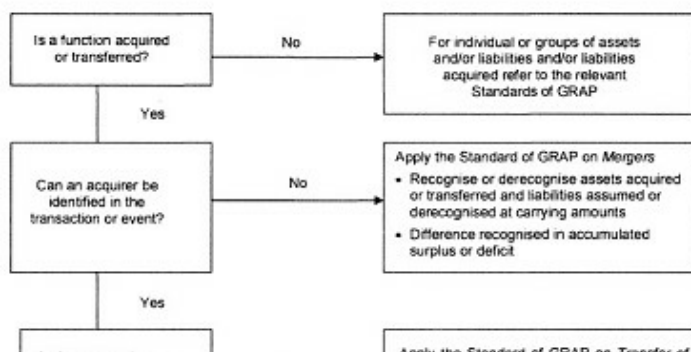 Is a function acquired
or transferred?
No
For individual or groups of assets
and/or liabilities and/or liabilities
acquired refer to the relevant
Standards of GRAP
Yes
Can an acquirer be
identified in the
transaction or event?
No
Apply the Standard of GRAP on Mergers
• Recognise or derecognise assets acquired
or transferred and liabilities assumed or
derecognised at carrying amounts
• Difference recognised in accumulated
surplus or deficit
Yes
Apply the Standard of GRAP on Transfer of